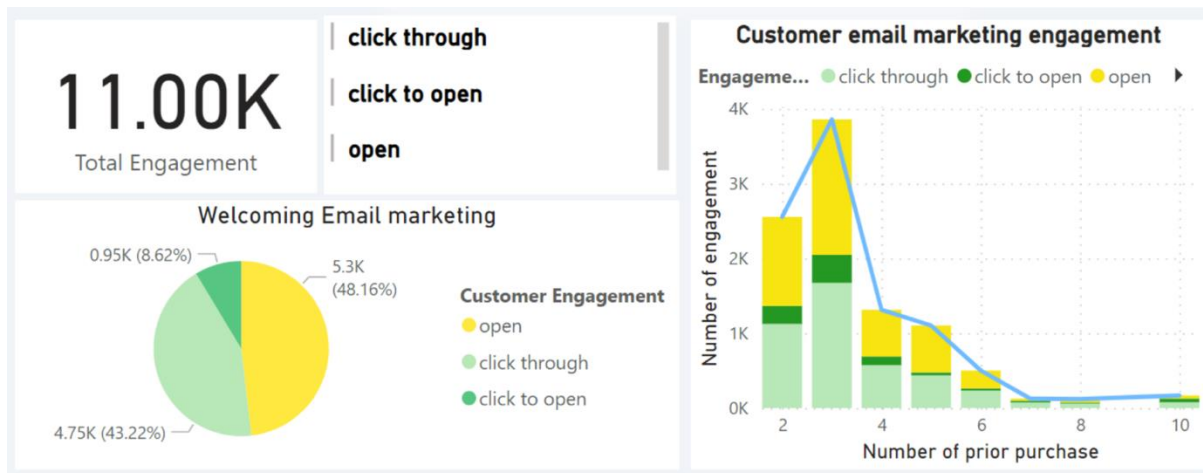 11.00K
Total Engagement
click through
click to open
open
Welcoming Email marketing
0.95K (8.62%)
5.3K
(48.16%)
4.75K (43.22%)
Customer Engagement
open
click through
click to open
Customer email marketing engagement
Engageme... click through click to open open
Number of engagement
4K
3K
2K
1K
0K
2 4 6 8 10
Number of prior purchase